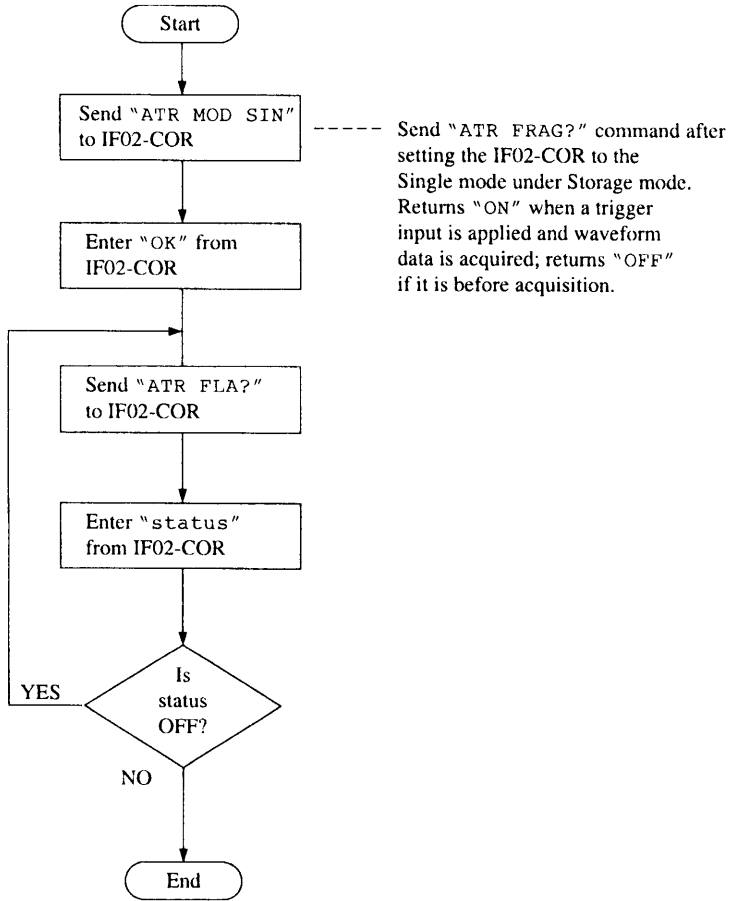 Start
Send "ATR MOD SIN"
to IF02-COR
Send "ATR FRAG?" command after
setting the IF02-COR to the
Single mode under Storage mode.
Returns "ON" when a trigger
input is applied and waveform
data is acquired; returns "OFF"
if it is before acquisition.
Enter "OK" from
IF02-COR
Send "ATR FLA?"
to IF02-COR
Enter "status"
from IF02-COR
Is
status
OFF?
YES
NO
End